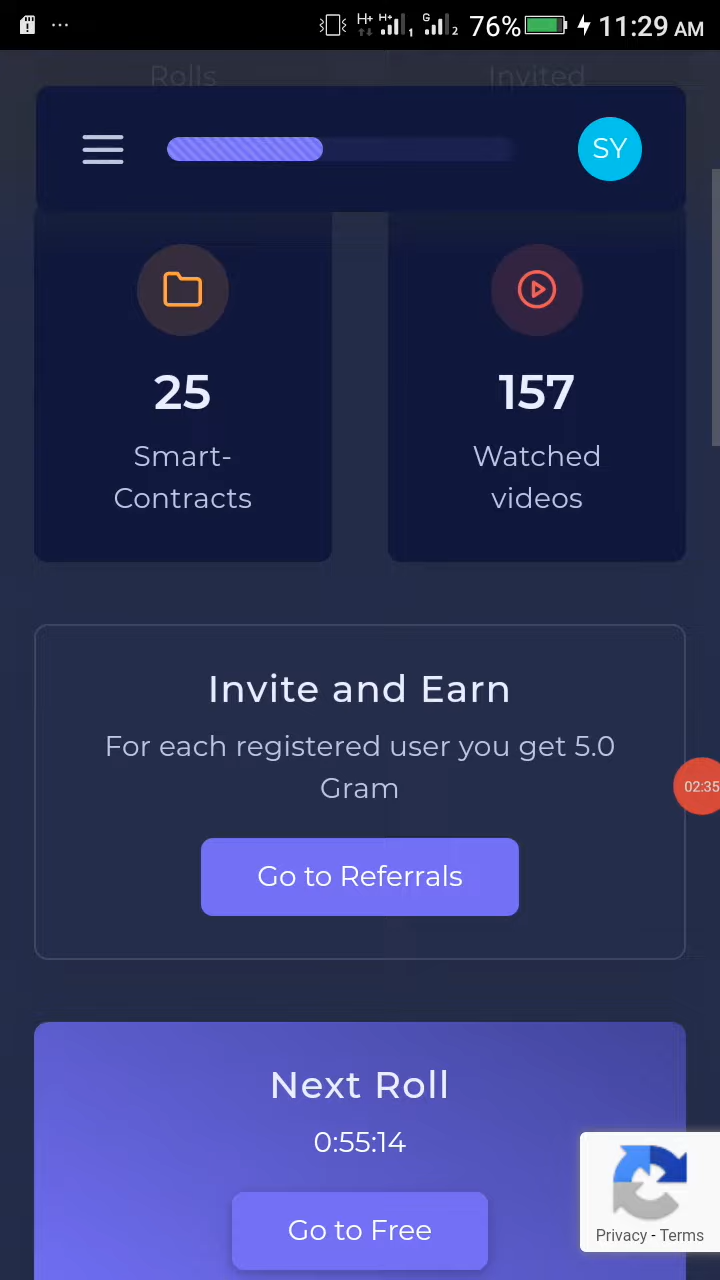 H+ H+ 1 G 2 76% 11:29 AM
Rolls
Invited
SY
25
Smart-
Contracts
157
Watched
videos
Invite and Earn
For each registered user you get 5.0
Gram
Go to Referrals
02:35
Next Roll
0:55:14
Go to Free
Privacy - Terms